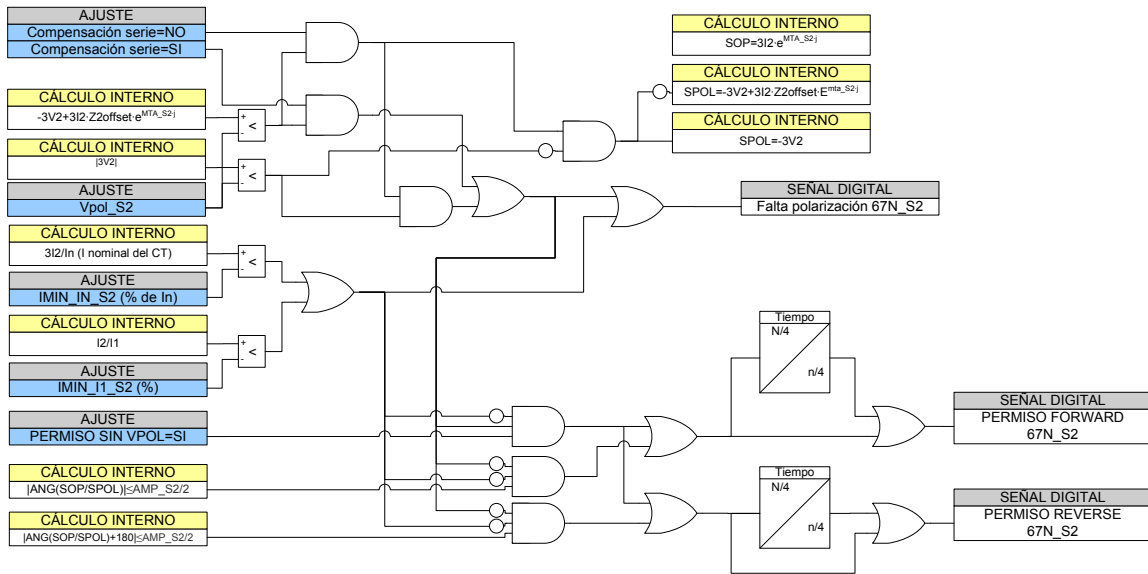 AJUSTE
Compensación serie=NO
Compensación serie=SI
CÁLCULO INTERNO
-3V2+3I2·Z2offset·e^MTA_S2·j
CÁLCULO INTERNO
|3V2|
AJUSTE
Vpol_S2
CÁLCULO INTERNO
3I2/In (I nominal del CT)
AJUSTE
IMIN_IN_S2 (% de In)
CÁLCULO INTERNO
I2/I1
AJUSTE
IMIN_I1_S2 (%)
AJUSTE
PERMISO SIN VPOL=SI
CÁLCULO INTERNO
|ANG(SOP/SPOL)|≤AMP_S2/2
CÁLCULO INTERNO
|ANG(SOP/SPOL)+180|≤AMP_S2/2
+
-
<
+
-
<
+
-
<
+
-
<
CÁLCULO INTERNO
SOP=3I2·e^MTA_S2·j
CÁLCULO INTERNO
SPOL=-3V2+3I2·Z2offset·E^mta_S2·j
CÁLCULO INTERNO
SPOL=-3V2
SEÑAL DIGITAL
Falta polarización 67N_S2
Tiempo
N/4
n/4
SEÑAL DIGITAL
PERMISO FORWARD
67N_S2
Tiempo
N/4
n/4
SEÑAL DIGITAL
PERMISO REVERSE
67N_S2